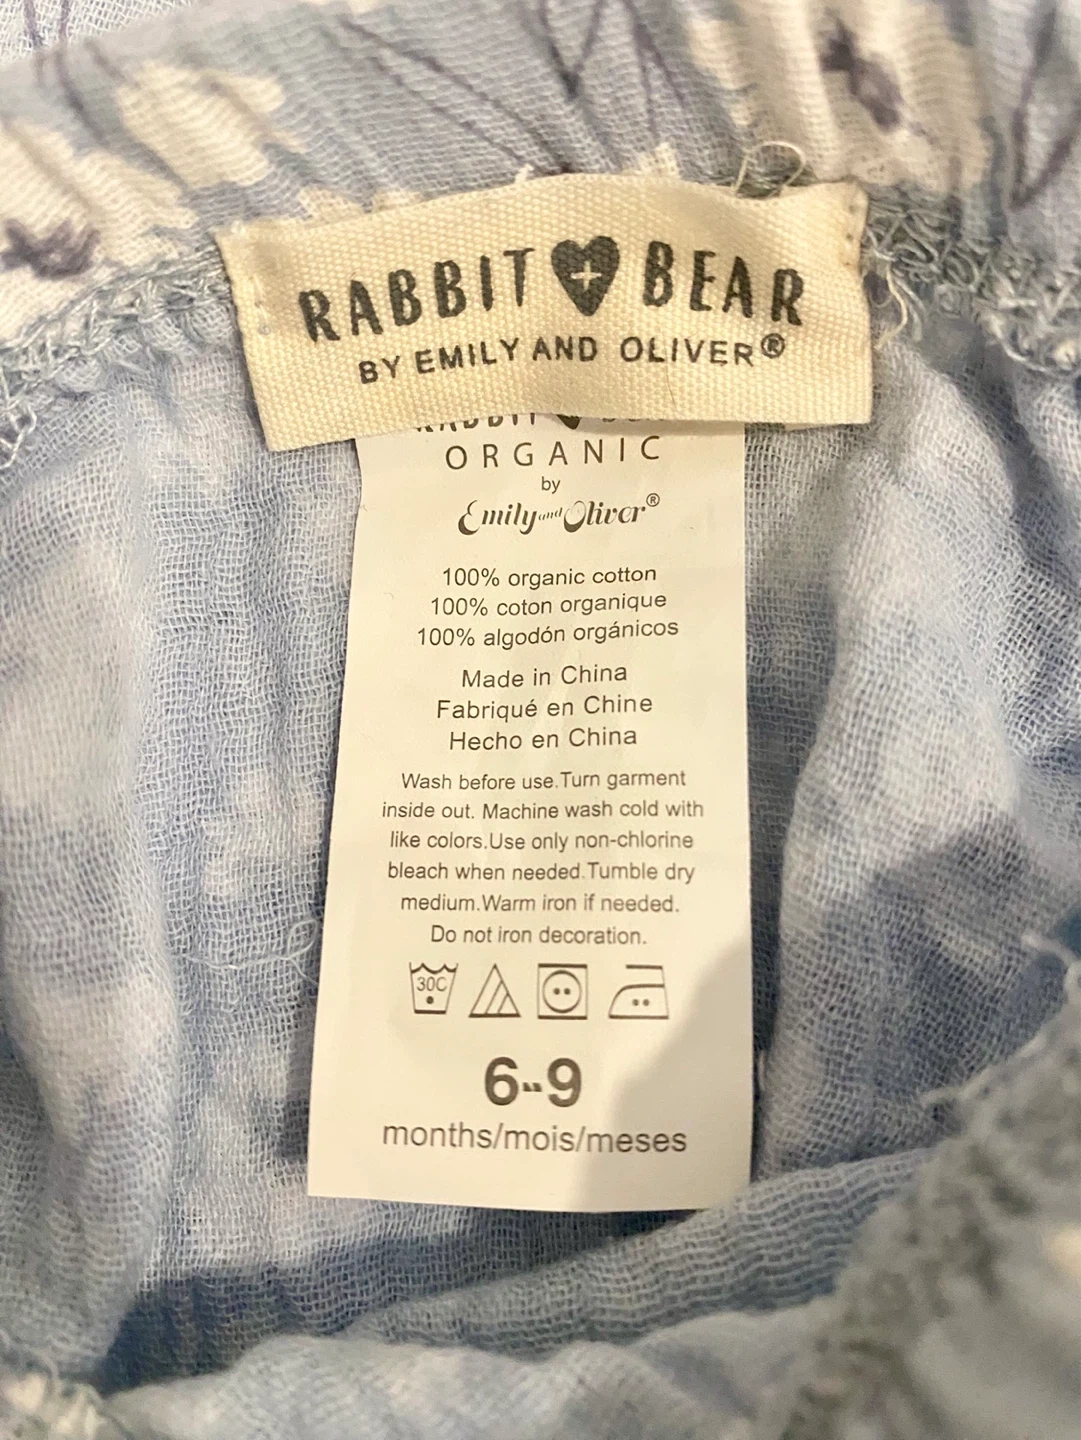 RABBIT + BEAR
BY EMILY AND OLIVER®
ORGANIC
by
Emily and Oliver®
100% organic cotton
100% coton organique
100% algodón orgánicos
Made in China
Fabriqué en Chine
Hecho en China
Wash before use.Turn garment
inside out. Machine wash cold with
like colors.Use only non-chlorine
bleach when needed.Tumble dry
medium.Warm iron if needed.
Do not iron decoration.
30C
6--9
months/mois/meses